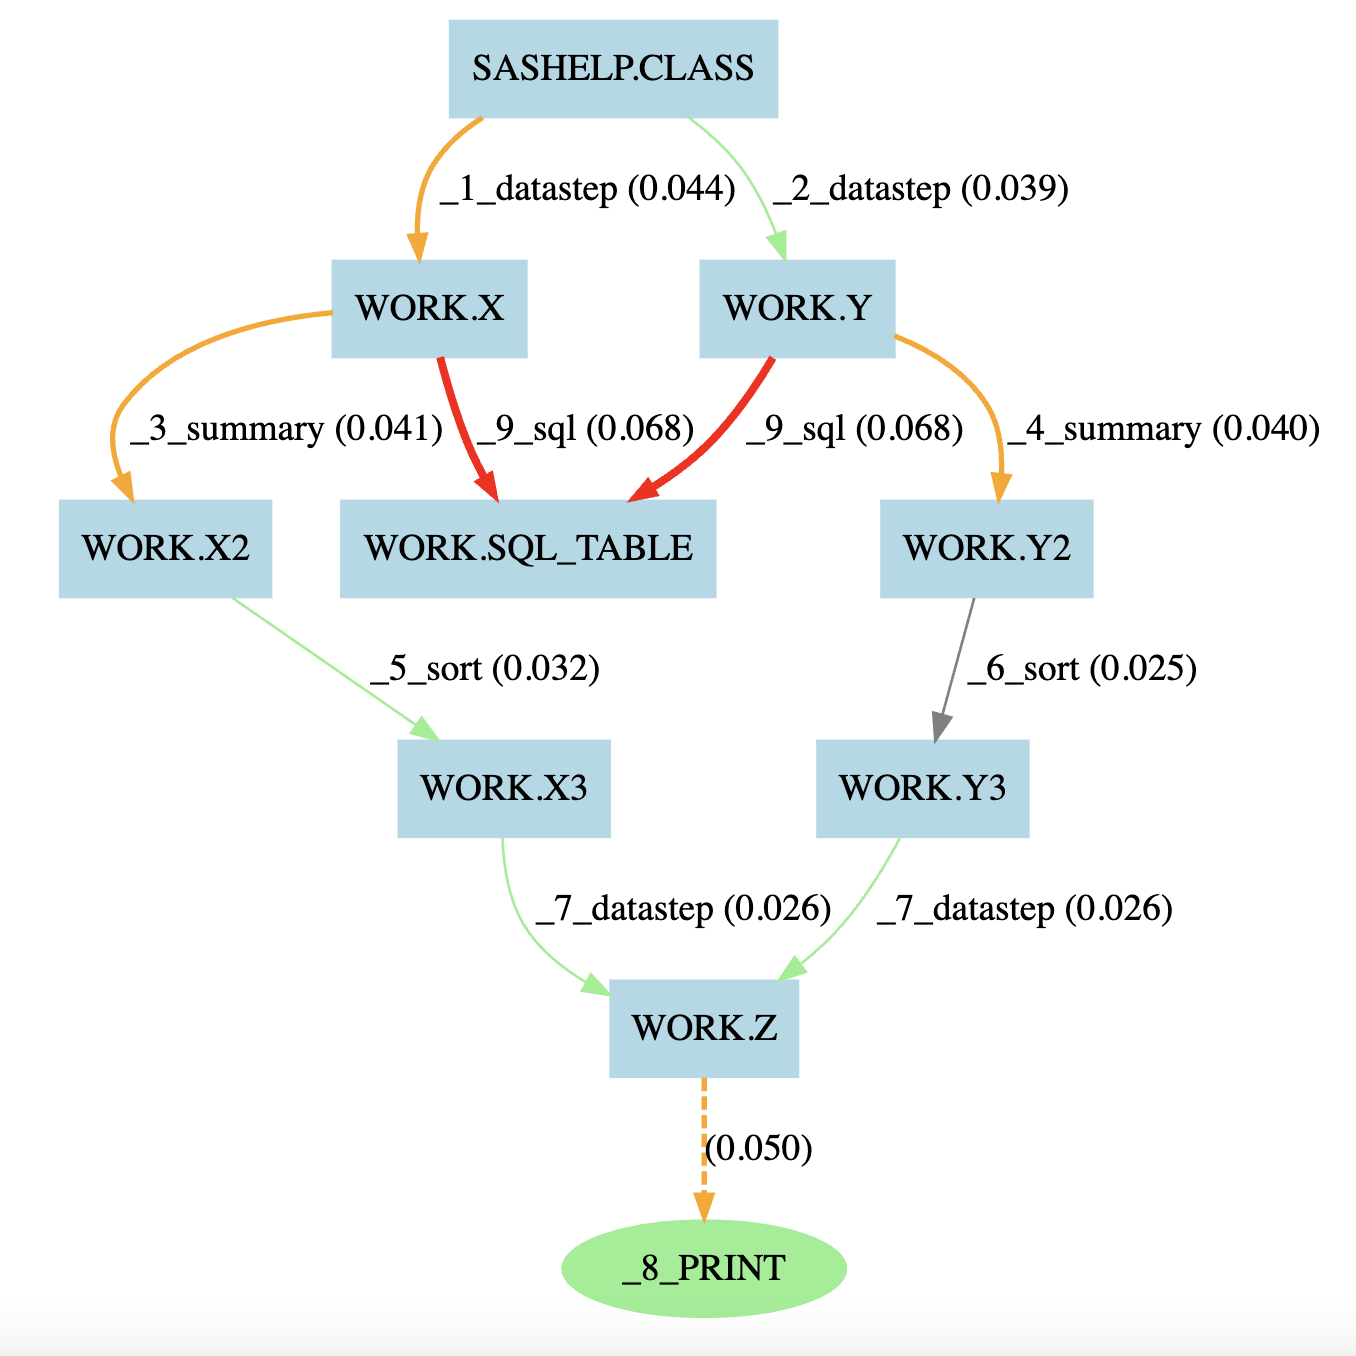 SASHELP.CLASS
_1_datastep (0.044)
_2_datastep (0.039)
WORK.X
WORK.Y
_3_summary (0.041)
_9_sql (0.068)
_9_sql (0.068)
_4_summary (0.040)
WORK.X2
WORK.SQL_TABLE
WORK.Y2
_5_sort (0.032)
_6_sort (0.025)
WORK.X3
WORK.Y3
_7_datastep (0.026)
_7_datastep (0.026)
WORK.Z
(0.050)
_8_PRINT